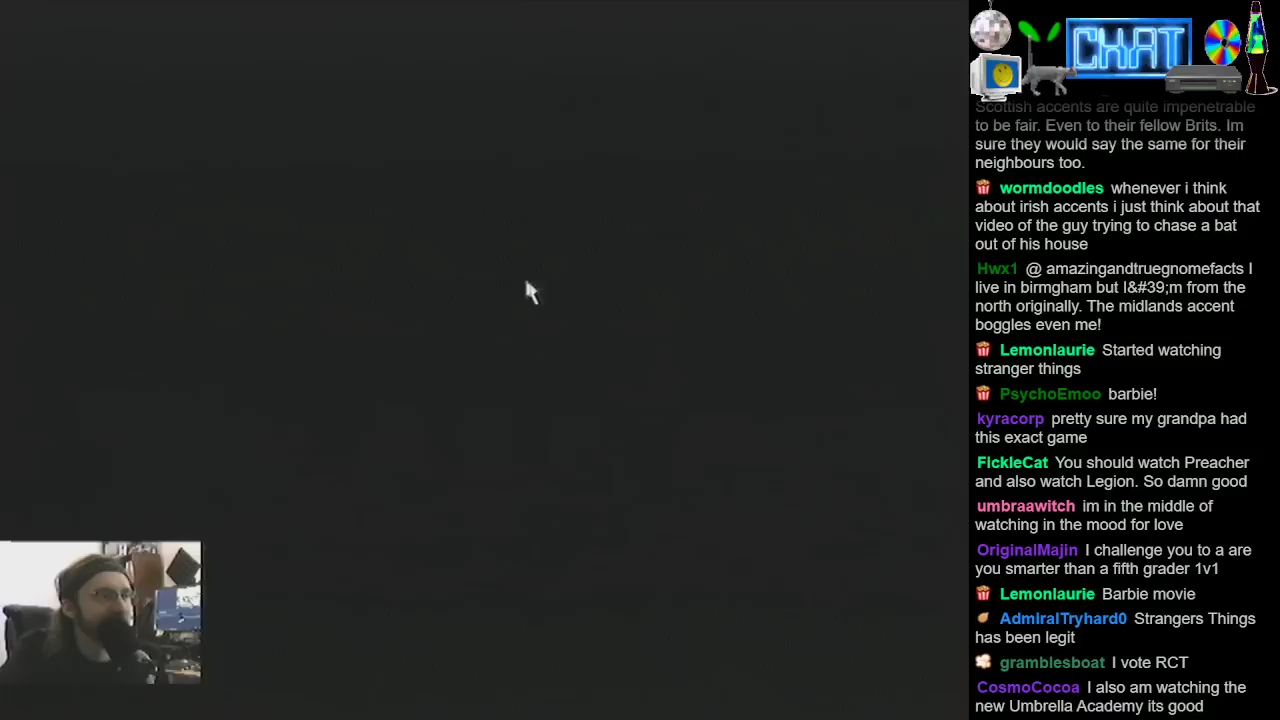 CHAT
Scottish accents are quite impenetrable
to be fair. Even to their fellow Brits. Im
sure they would say the same for their
neighbours too.
wormdoodles whenever i think
about irish accents i just think about that
video of the guy trying to chase a bat
out of his house
Hwx1 @ amazingandtruegnomefacts I
live in birmgham but I&#39;m from the
north originally. The midlands accent
boggles even me!
Lemonlaurie Started watching
stranger things
PsychoEmoo barbie!
kyracorp pretty sure my grandpa had
this exact game
FickleCat You should watch Preacher
and also watch Legion. So damn good
umbraawitch im in the middle of
watching in the mood for love
OriginalMajin I challenge you to a are
you smarter than a fifth grader 1v1
Lemonlaurie Barbie movie
AdmiralTryhard0 Strangers Things
has been legit
gramblesboat I vote RCT
CosmoCocoa I also am watching the
new Umbrella Academy its good